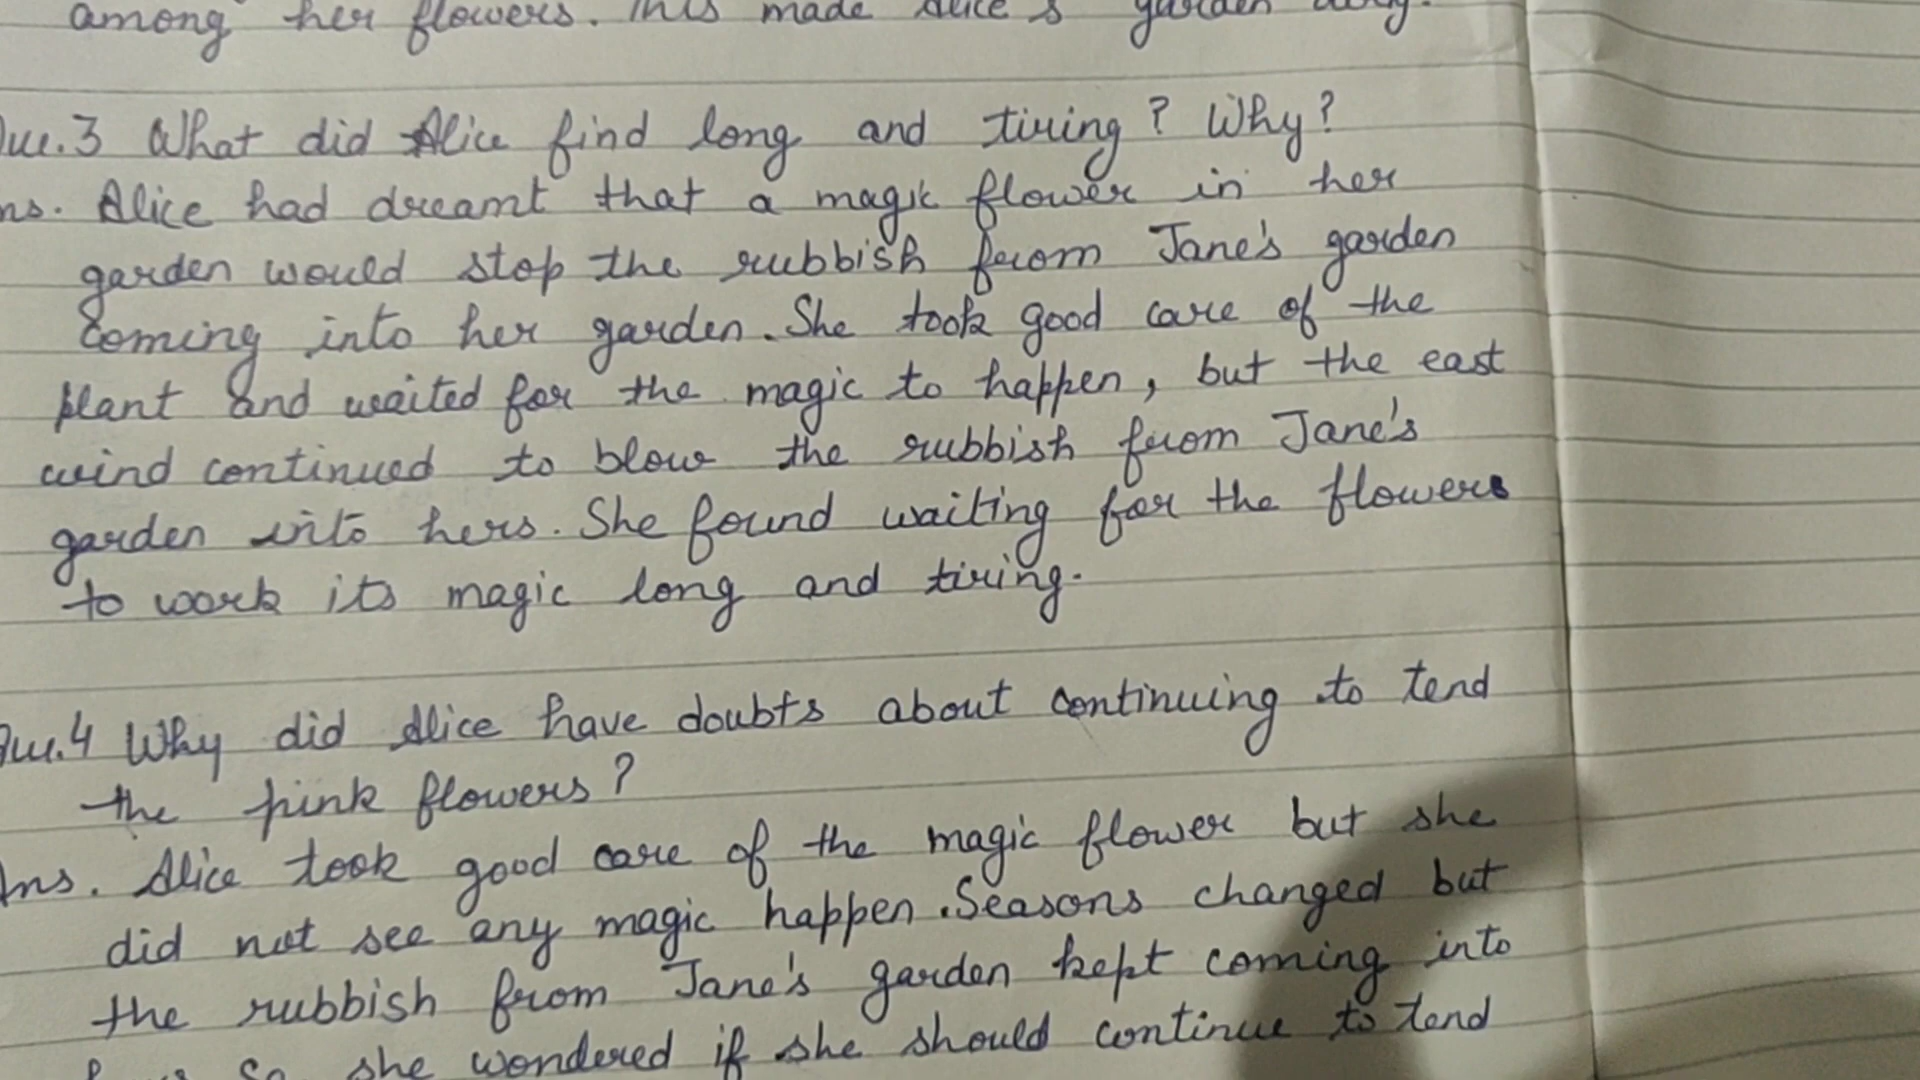 among her flowers. This made Alice's garden
Que.3 What did Alice find long and tiring? Why?
Ans. Alice had dreamt that a magic flower in her
garden would stop the rubbish from Jane's garden
coming into her garden. She took good care of the
plant and waited for the magic to happen, but the east
wind continued to blow the rubbish from Jane's
garden into hers. She found waiting for the flowers
to work its magic long and tiring.
Que.4 Why did Alice have doubts about continuing to tend
the pink flowers?
Ans. Alice took good care of the magic flower but she
did not see any magic happen. Seasons changed but
the rubbish from Jane's garden kept coming into
So she wondered if she should continue to tend